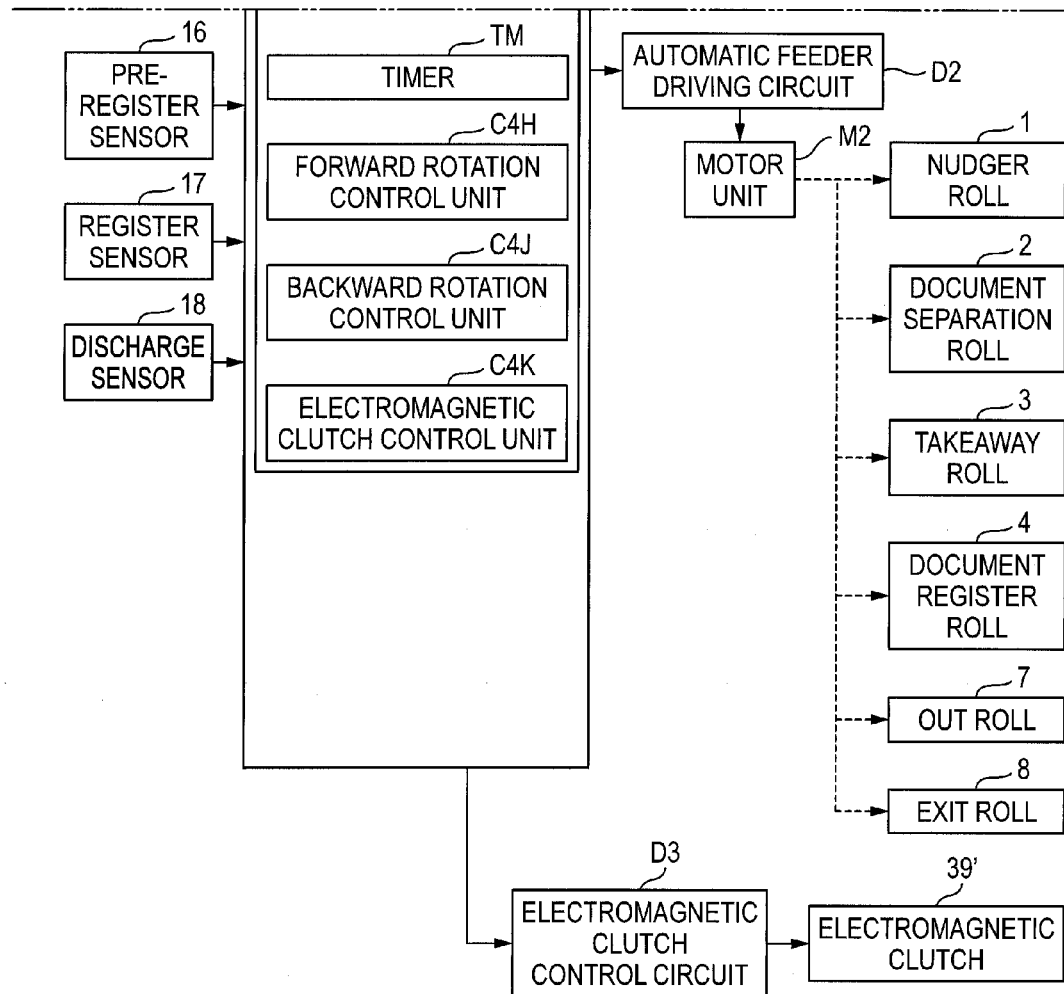 16
PRE-
REGISTER
SENSOR
17
REGISTER
SENSOR
18
DISCHARGE
SENSOR
TM
TIMER
C4H
FORWARD ROTATION
CONTROL UNIT
C4J
BACKWARD ROTATION
CONTROL UNIT
C4K
ELECTROMAGNETIC
CLUTCH CONTROL UNIT
AUTOMATIC FEEDER
DRIVING CIRCUIT
D2
M2
MOTOR
UNIT
1
NUDGER
ROLL
2
DOCUMENT
SEPARATION
ROLL
3
TAKEAWAY
ROLL
4
DOCUMENT
REGISTER
ROLL
7
OUT ROLL
8
EXIT ROLL
D3
ELECTROMAGNETIC
CLUTCH
CONTROL CIRCUIT
39'
ELECTROMAGNETIC
CLUTCH